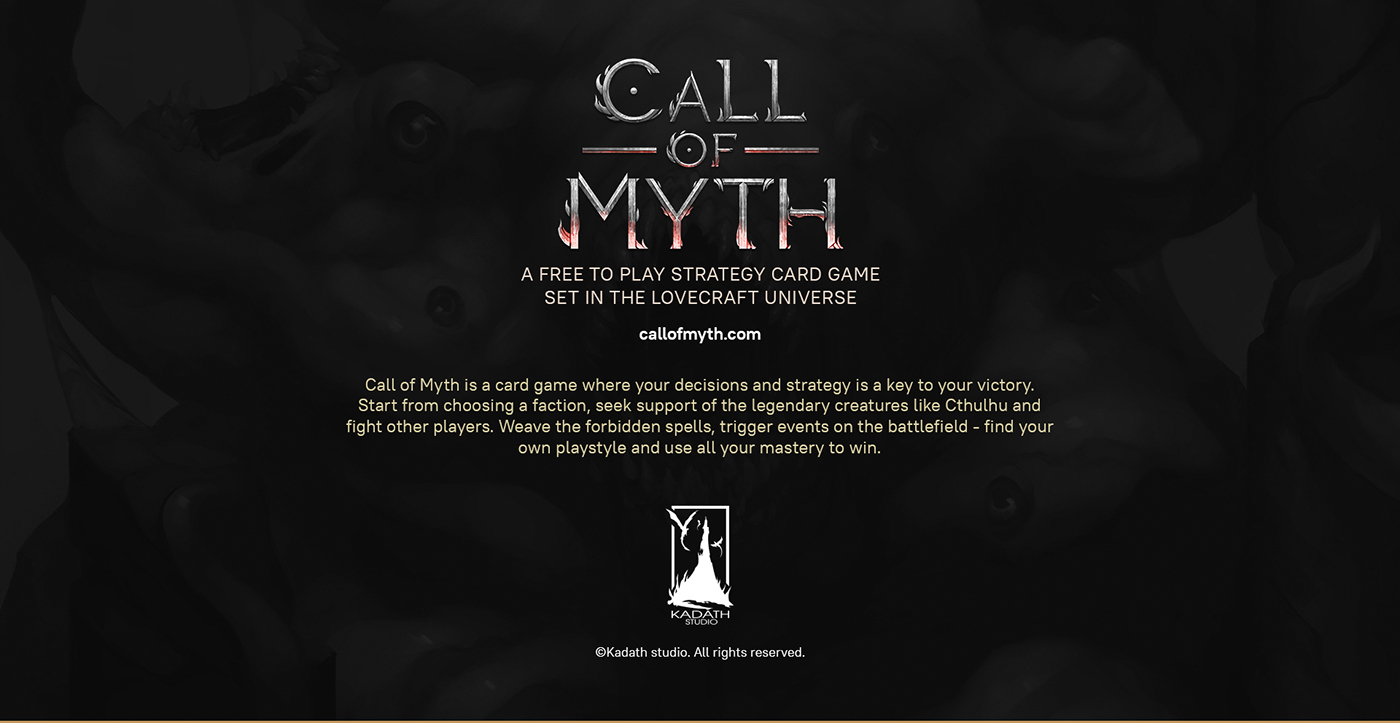 CALL
OF
MYTH
A FREE TO PLAY STRATEGY CARD GAME
SET IN THE LOVECRAFT UNIVERSE
callofmyth.com
Call of Myth is a card game where your decisions and strategy is a key to your victory.
Start from choosing a faction, seek support of the legendary creatures like Cthulhu and
fight other players. Weave the forbidden spells, trigger events on the battlefield - find your
own playstyle and use all your mastery to win.
KADATH
STUDIO
©Kadath studio. All rights reserved.